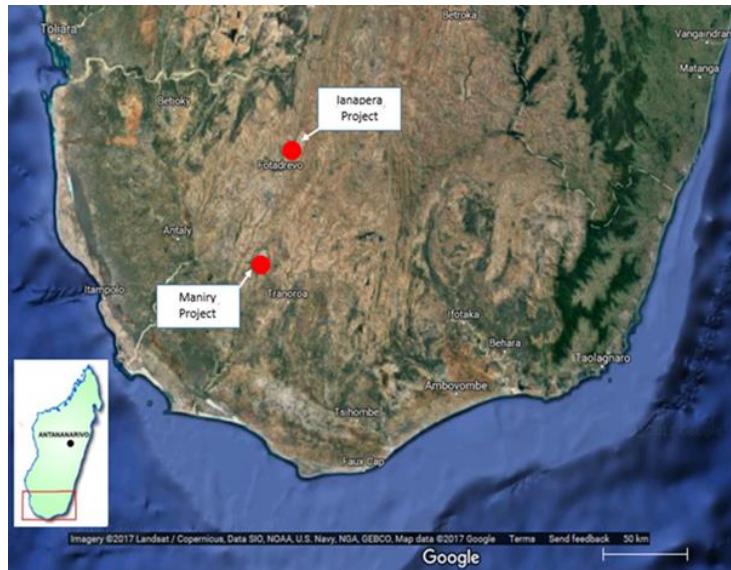 Betroka
Toliara
Vangaindran
Matanga
Betioky
Ianapera
Project
Fotadrevo
Antaly
Itampolo
Maniry
Project
Tranoroa
Ifotaka
Behara
Taolagnaro
Ambovombe
Tsihombe
Faux Cap
ANTANANARIVO
Imagery ©2017 Landsat / Copernicus, Data SIO, NOAA, U.S. Navy, NGA, GEBCO, Map data ©2017 Google Terms Send feedback 50 km
Google